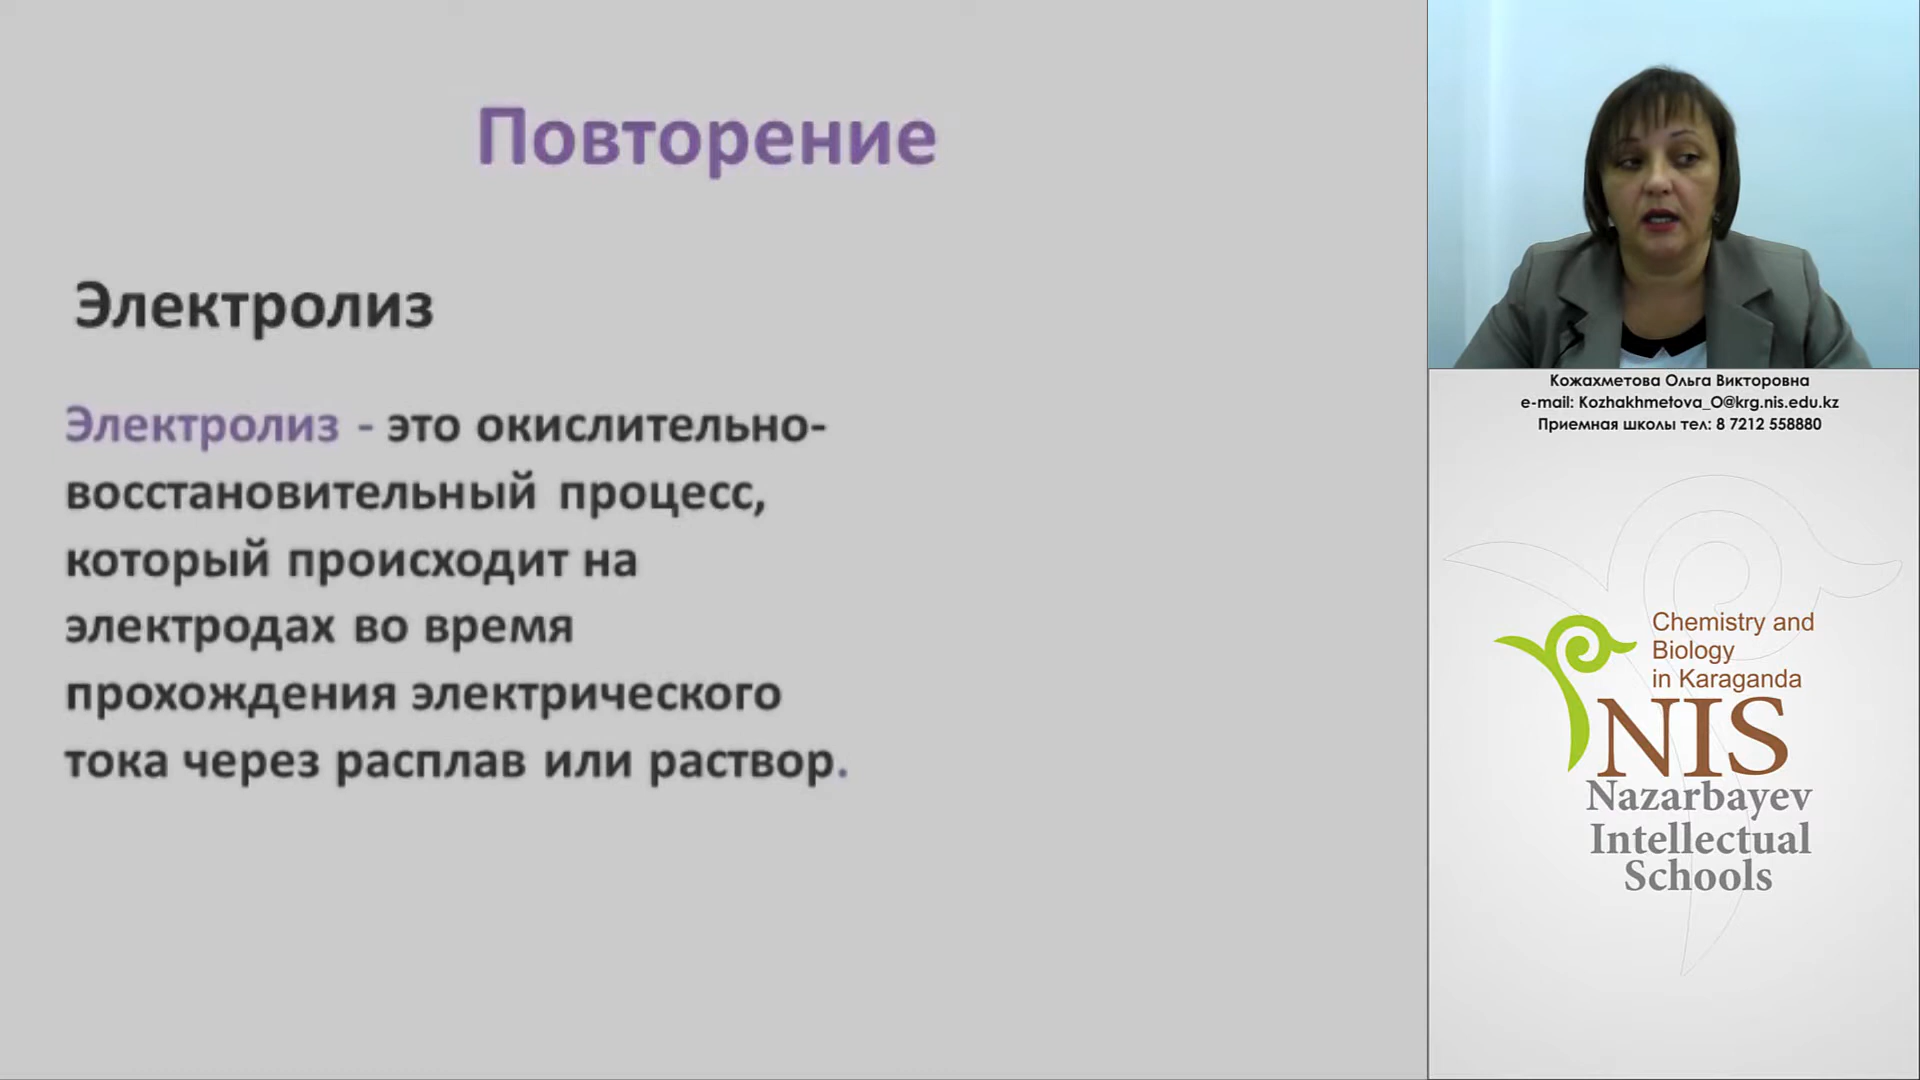 Повторение
Электролиз
Электролиз - это окислительно-
восстановительный процесс,
который происходит на
электродах во время
прохождения электрического
тока через расплав или раствор.
Кожахметова Ольга Викторовна
e-mail: Kozhakhmetova_O@krg.nis.edu.kz
Приемная школы тел: 8 7212 558880
Chemistry and
Biology
in Karaganda
NIS
Nazarbayev
Intellectual
Schools